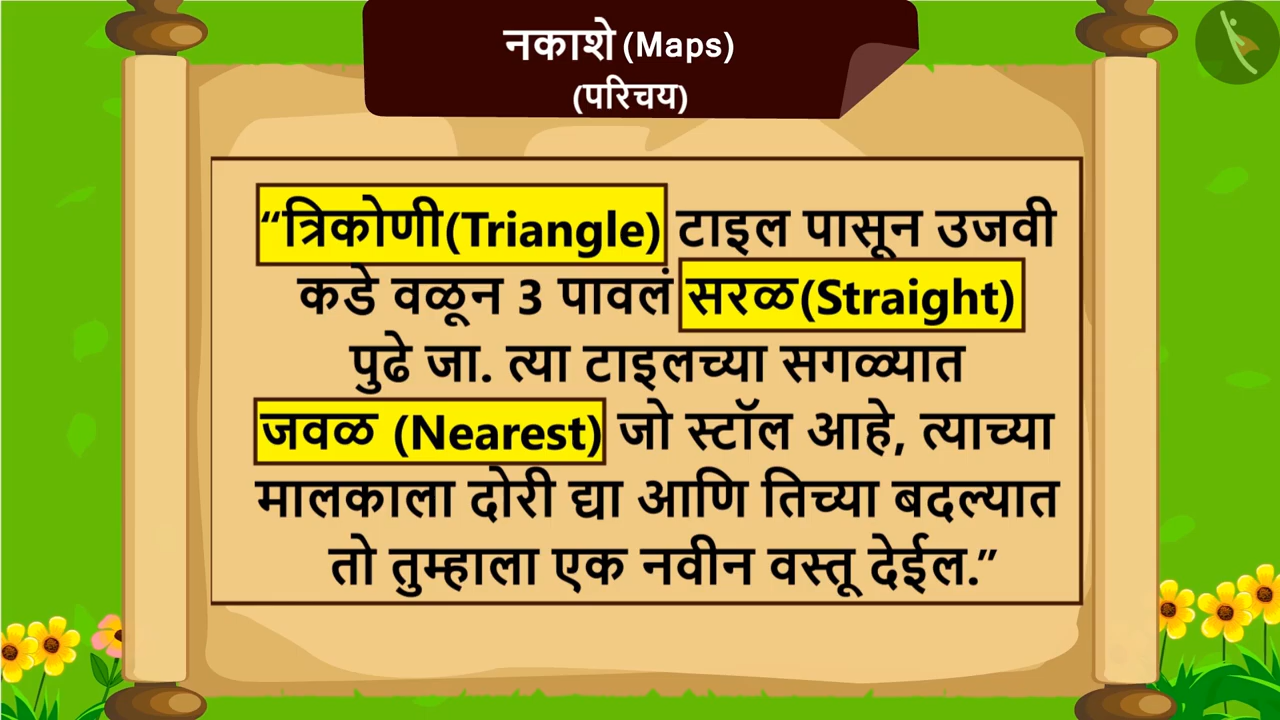 नकाशे (Maps)
(परिचय)
“त्रिकोणी(Triangle) टाइल पासून उजवी
कडे वळून 3 पावलं सरळ(Straight)
पुढे जा. त्या टाइलच्या सगळ्यात
जवळ (Nearest) जो स्टॉल आहे, त्याच्या
मालकाला दोरी द्या आणि तिच्या बदल्यात
तो तुम्हाला एक नवीन वस्तू देईल.”